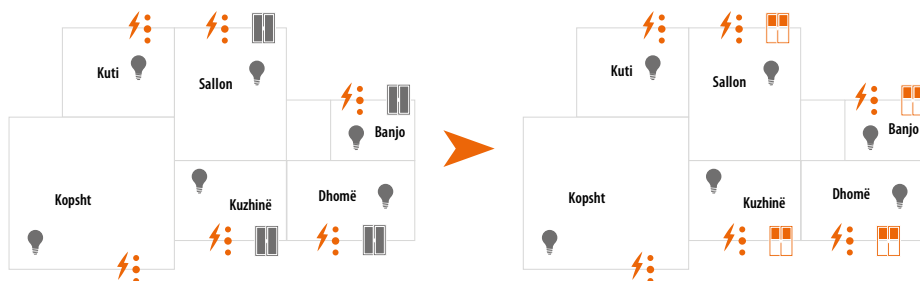 Kuti
Sallon
Banjo
Kopsht
Kuzhinë
Dhomë
Kuti
Sallon
Banjo
Kopsht
Kuzhinë
Dhomë